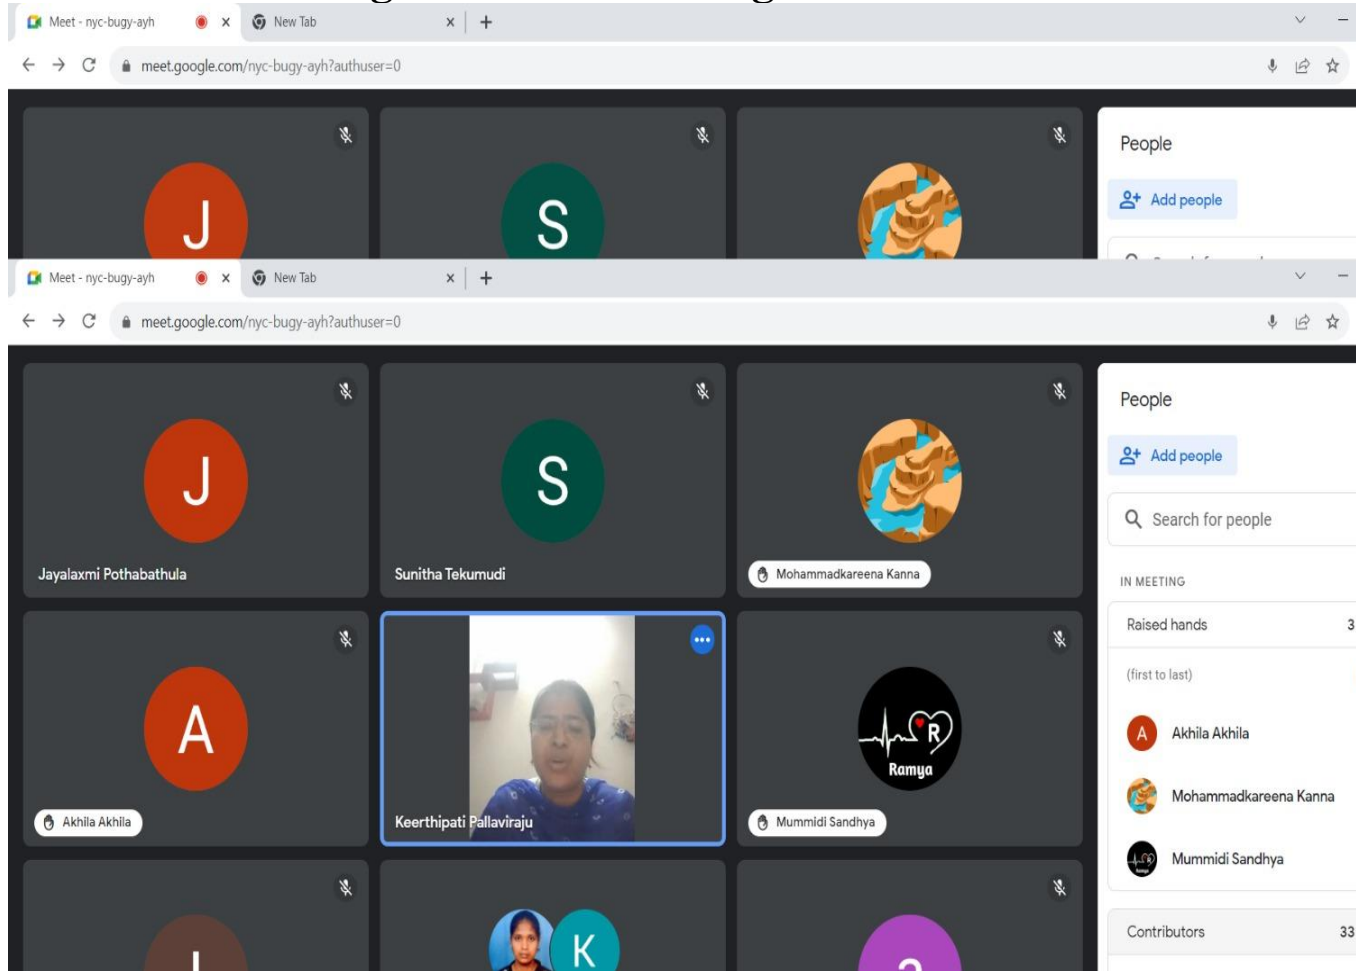 Meet - nyc-bugy-ayh
New Tab
meet.google.com/nyc-bugy-ayh?authuser=0
J
S
People
Add people
Meet - nyc-bugy-ayh
New Tab
meet.google.com/nyc-bugy-ayh?authuser=0
J
Jayalaxmi Pothabathula
S
Sunitha Tekumudi
Mohammadkareena Kanna
People
Add people
Search for people
IN MEETING
Raised hands 3
(first to last)
A
Akhila Akhila
Keerthipati Pallaviraju
R
Ramya
Mummidi Sandhya
A Akhila Akhila
Mohammadkareena Kanna
Mummidi Sandhya
K
Contributors 33